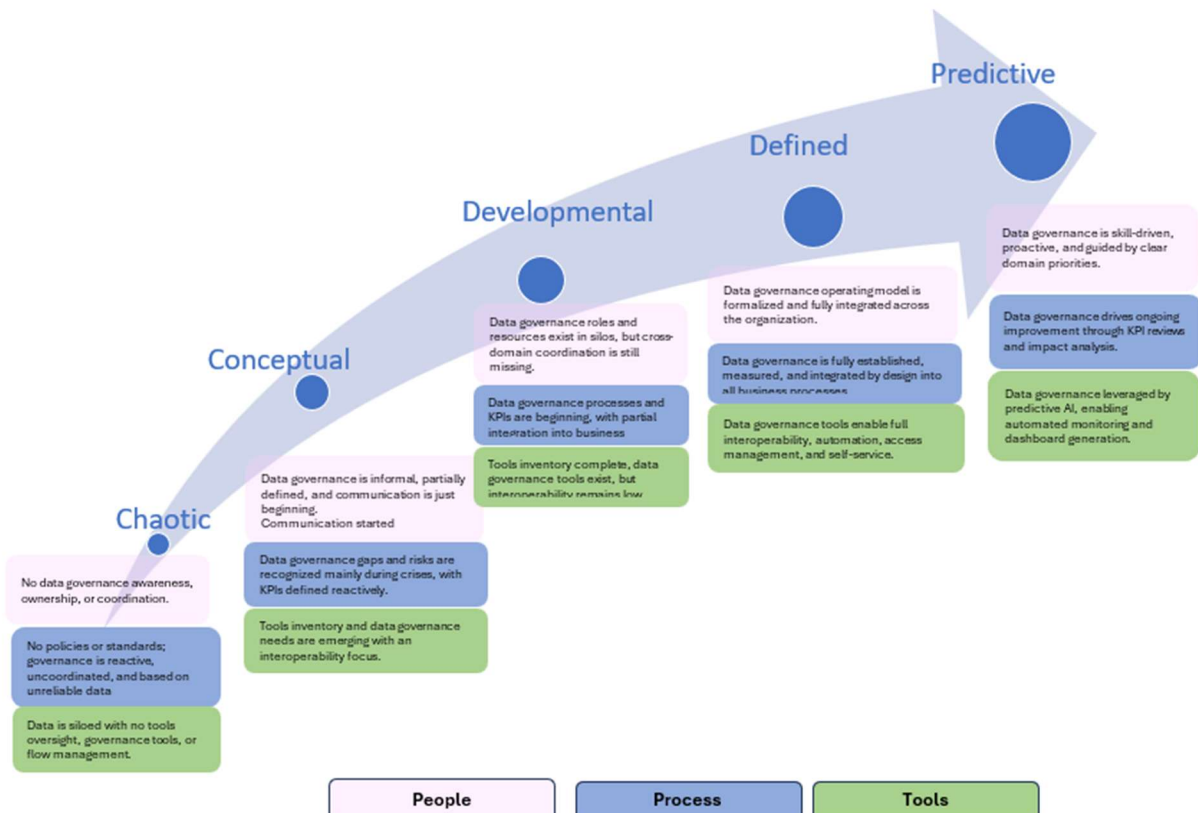 Predictive
Defined
Developmental
Conceptual
Chaotic
No data governance awareness,
ownership, or coordination.
No policies or standards;
governance is reactive,
uncoordinated, and based on
unreliable data
Data is siloed with no tools
oversight, governance tools, or
flow management.
Data governance is informal, partially
defined, and communication is just
beginning.
Communication started
Data governance gaps and risks are
recognized mainly during crises, with
KPIs defined reactively.
Tools inventory and data governance
needs are emerging with an
interoperability focus.
Data governance roles and
resources exist in silos, but cross-
domain coordination is still
missing.
Data governance processes and
KPIs are beginning, with partial
integration into business
Tools inventory complete, data
governance tools exist, but
interoperability remains low
Data governance operating model is
formalized and fully integrated across
the organization.
Data governance is fully established,
measured, and integrated by design into
all business processes
Data governance tools enable full
interoperability, automation, access
management, and self-service.
Data governance is skill-driven,
proactive, and guided by clear
domain priorities.
Data governance drives ongoing
improvement through KPI reviews
and impact analysis.
Data governance leveraged by
predictive AI, enabling
automated monitoring and
dashboard generation.
People
Process
Tools